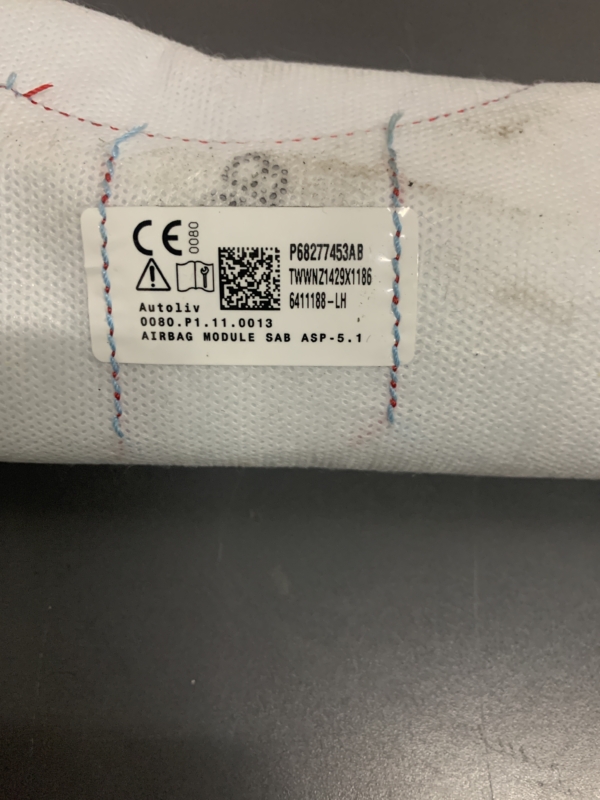 CE 0080
P68277453AB
TWWNZ1429X1186
6411188-LH
Autoliv
0080.P1.11.0013
AIRBAG MODULE SAB ASP-5.1